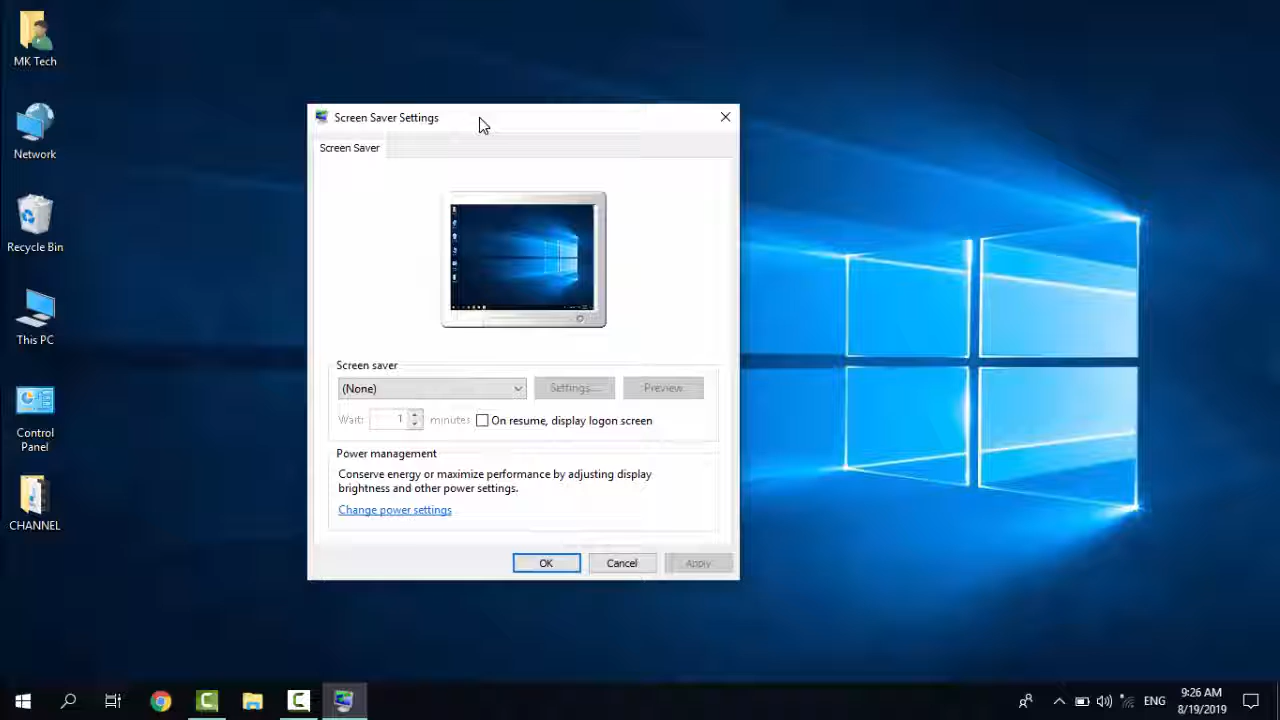 MK Tech
Network
Recycle Bin
This PC
Control
Panel
CHANNEL
Screen Saver Settings
Screen Saver
Screen saver
(None)
Settings...
Preview
Wait:
1
minutes
On resume, display logon screen
Power management
Conserve energy or maximize performance by adjusting display
brightness and other power settings.
Change power settings
OK
Cancel
Apply
ENG
9:26 AM
8/19/2019